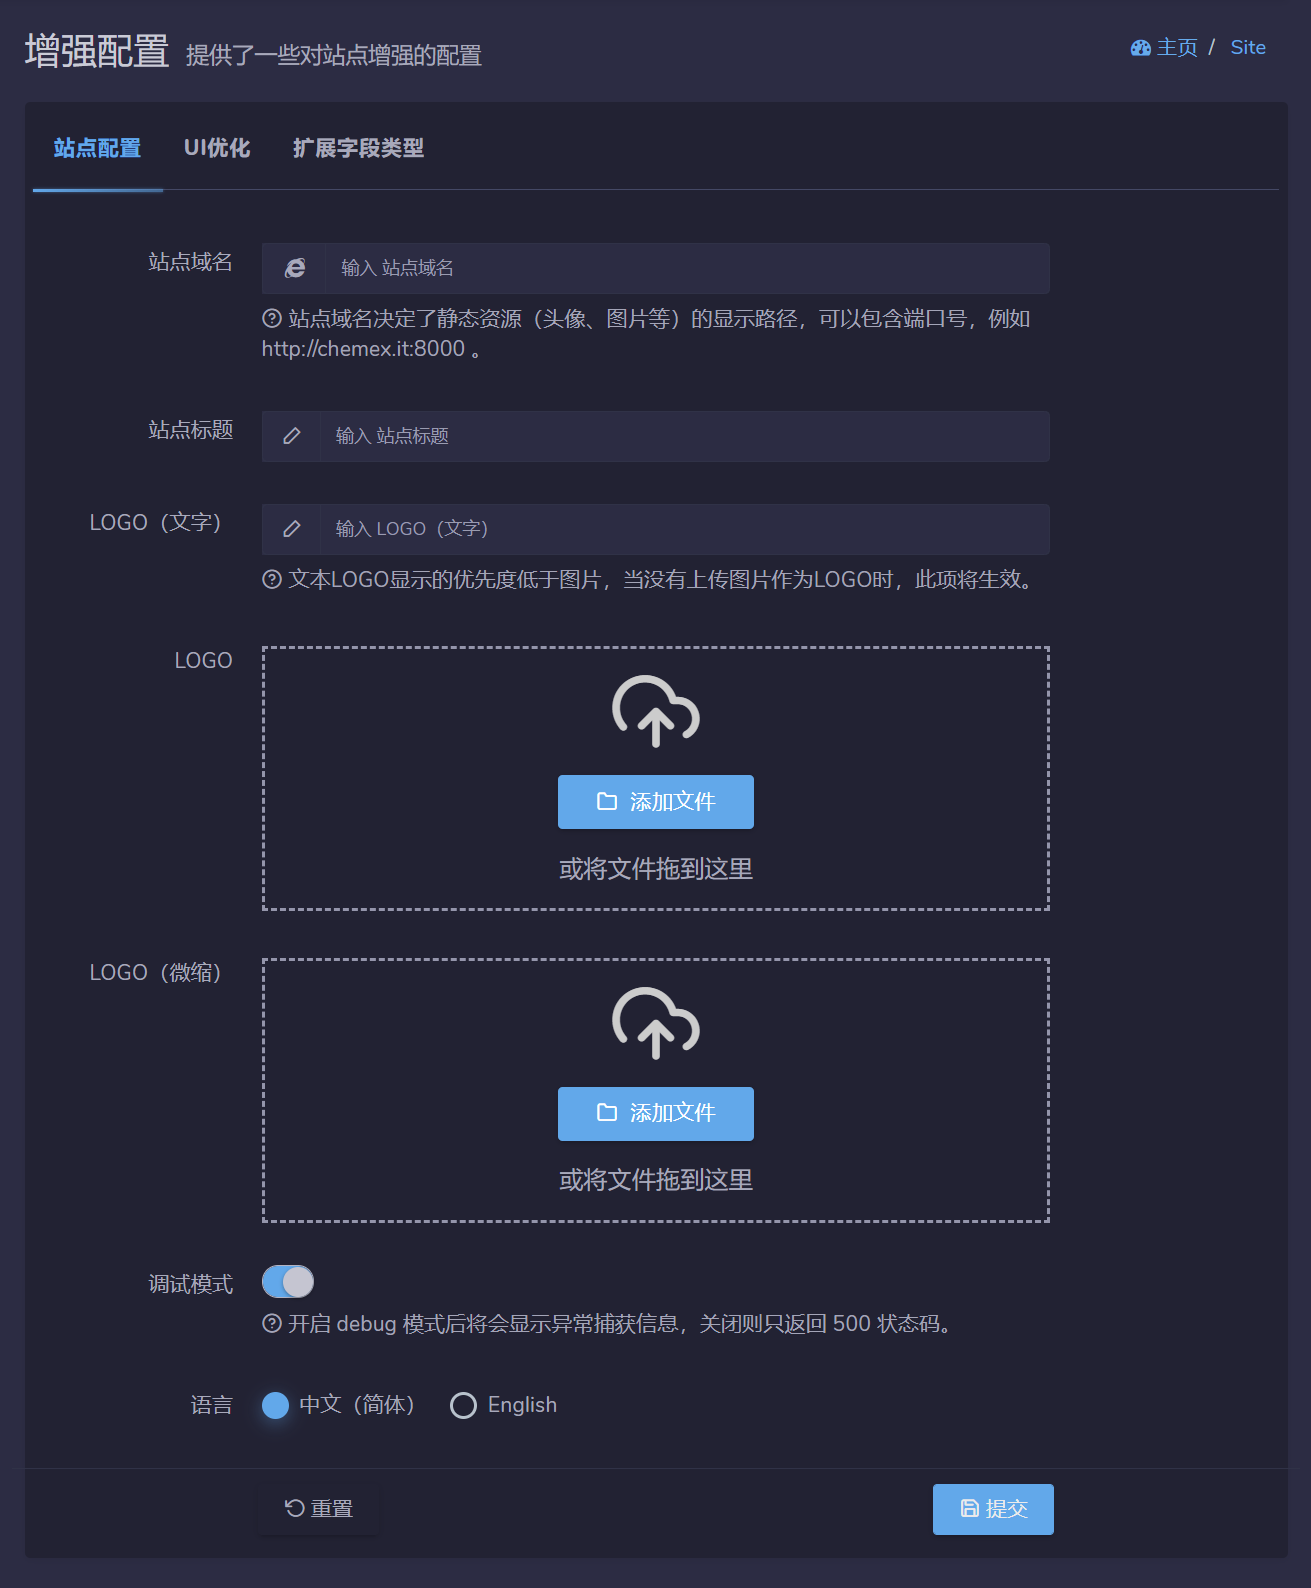 增强配置 提供了一些对站点增强的配置
主页 / Site
站点配置 UI优化 扩展字段类型
站点域名 输入 站点域名
站点域名决定了静态资源（头像、图片等）的显示路径，可以包含端口号，例如
http://chemex.it:8000 。
站点标题 输入 站点标题
LOGO（文字） 输入 LOGO（文字）
文本LOGO显示的优先度低于图片，当没有上传图片作为LOGO时，此项将生效。
LOGO
添加文件
或将文件拖到这里
LOGO（微缩）
添加文件
或将文件拖到这里
调试模式
开启 debug 模式后将会显示异常捕获信息，关闭则只返回 500 状态码。
语言 中文（简体） English
重置 提交